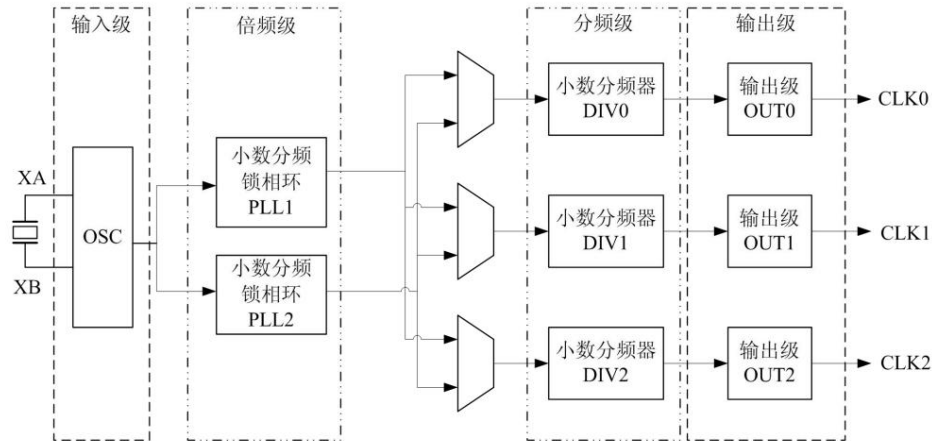 输入级
倍频级
分频级
输出级
小数分频器
DIV0
输出级
OUT0
CLK0
小数分频
锁相环
PLL1
XA
OSC
XB
小数分频器
DIV1
输出级
OUT1
CLK1
小数分频
锁相环
PLL2
小数分频器
DIV2
输出级
OUT2
CLK2